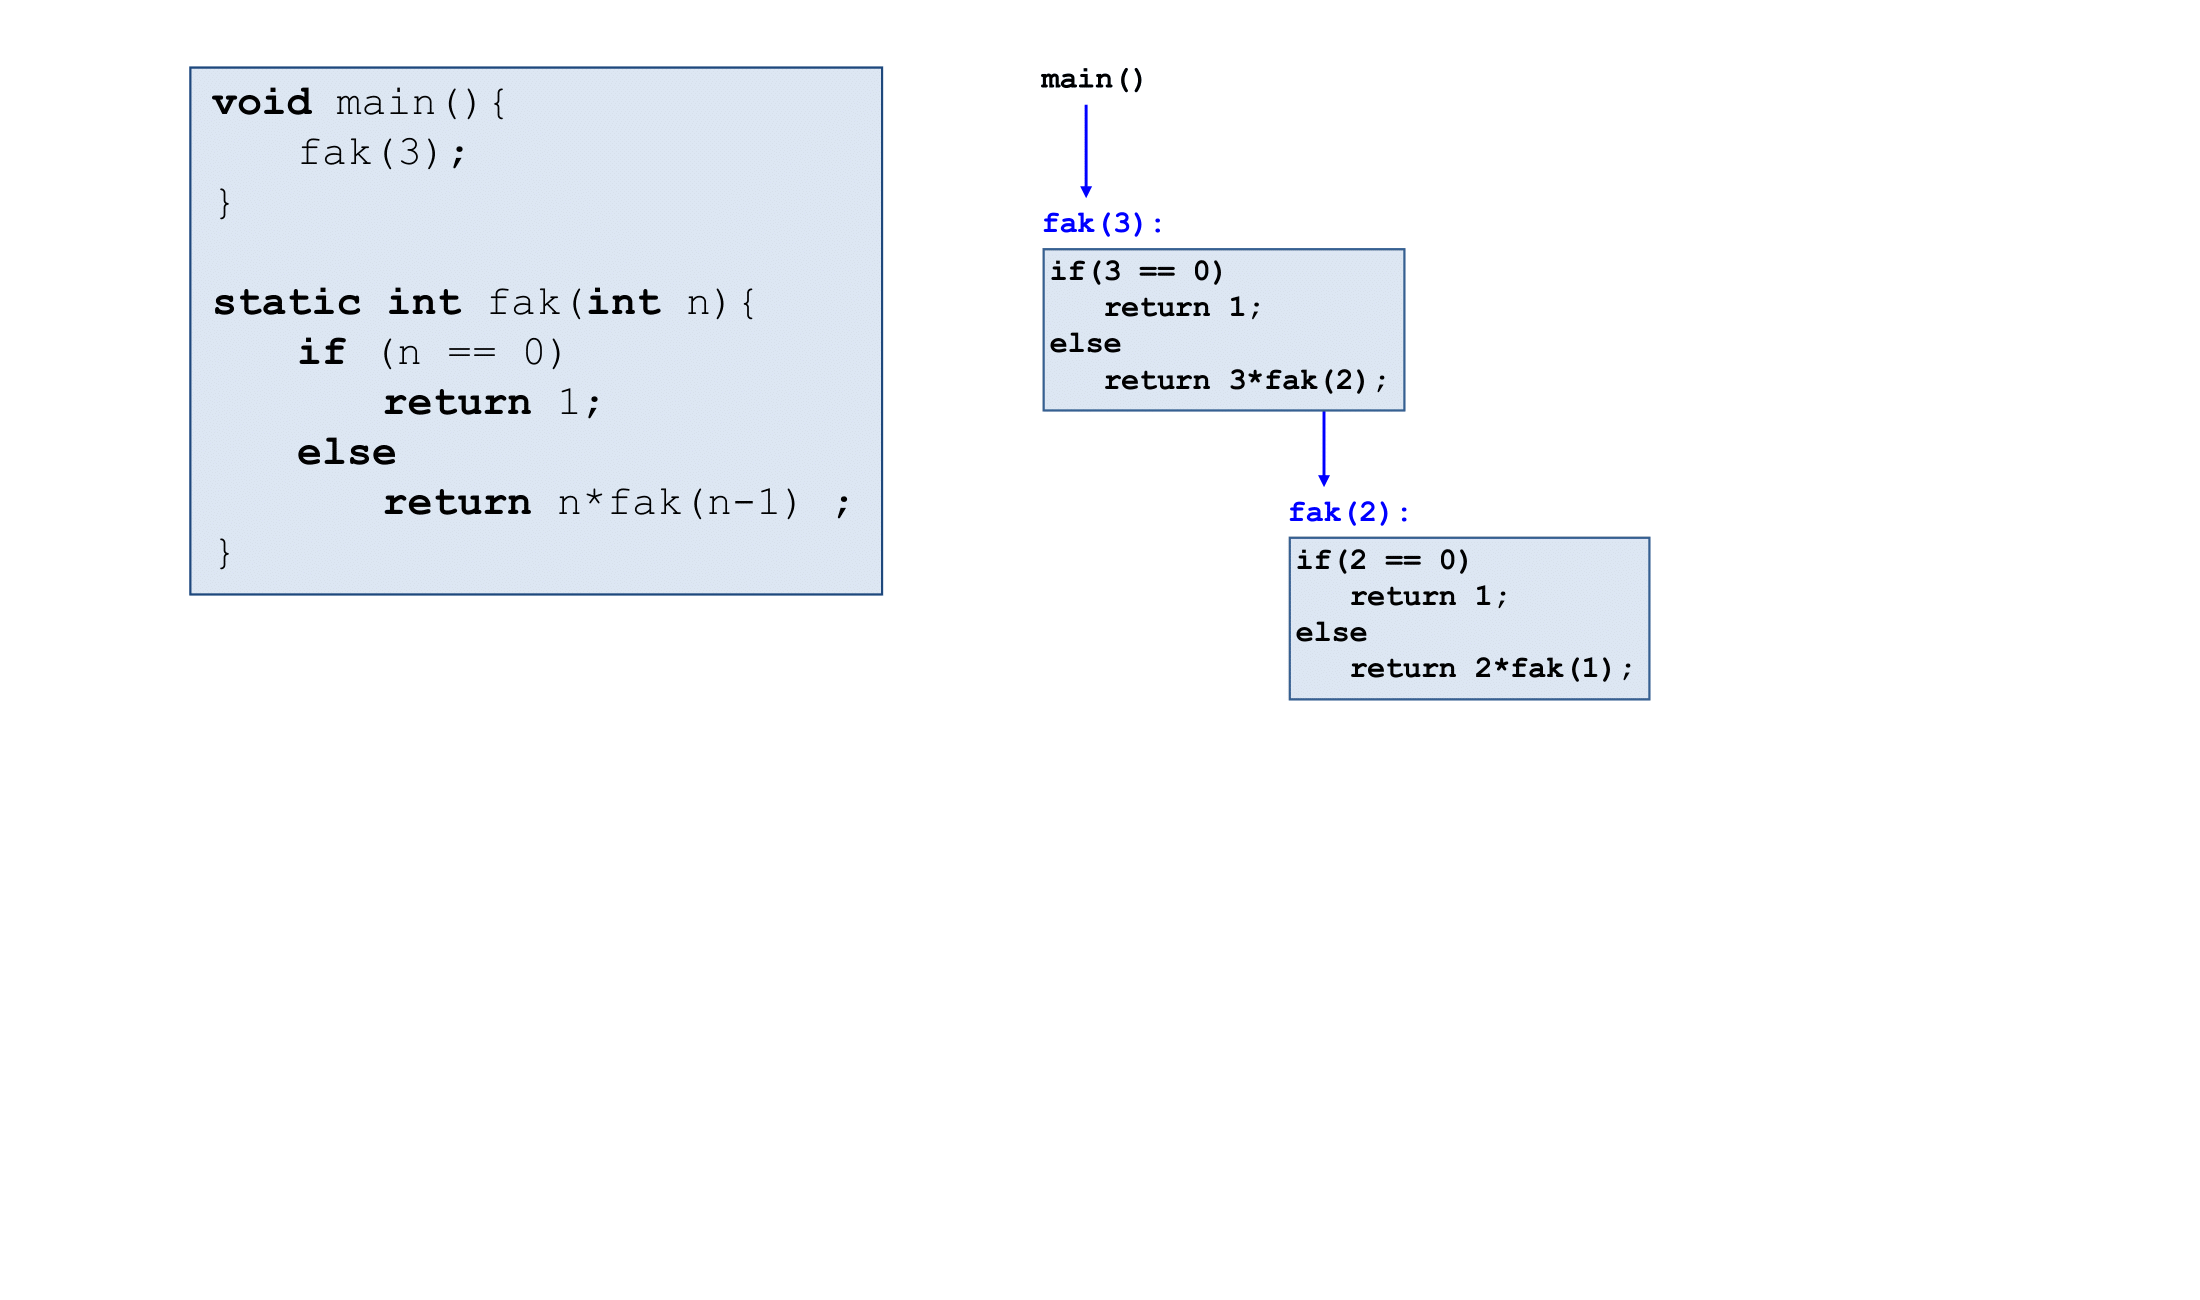 void main(){
    fak(3);
}
static int fak(int n){
    if (n == 0)
        return 1;
    else
        return n*fak(n-1) ;
}
main()
fak(3):
if(3 == 0)
   return 1;
else
   return 3*fak(2);
fak(2):
if(2 == 0)
   return 1;
else
   return 2*fak(1);